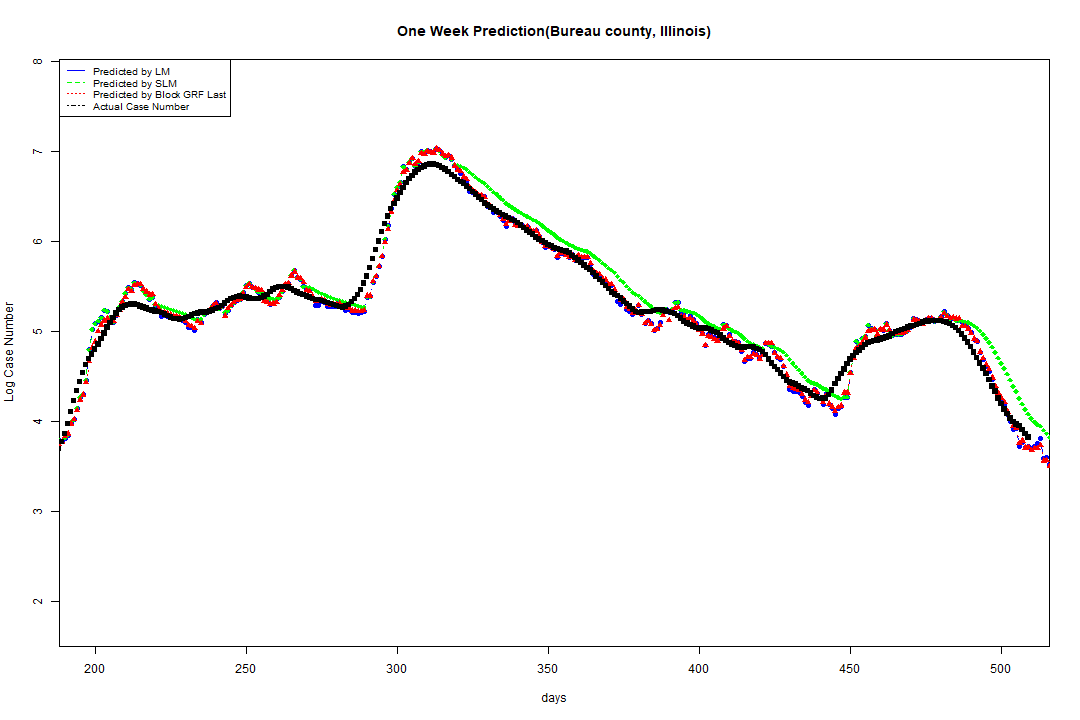 One Week Prediction(Bureau county, Illinois)
Predicted by LM
Predicted by SLM
Predicted by Block GRF Last
Actual Case Number
8
7
6
5
4
3
2
Log Case Number
200 250 300 350 400 450 500
days